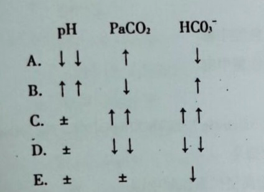 pH PaCO₂ HCO₃⁻
A. ↓↓ ↑ ↓
B. ↑↑ ↓ ↑
C. ± ↑↑ ↑↑
D. ± ↓↓ ↓↓
E. ± ± ↓